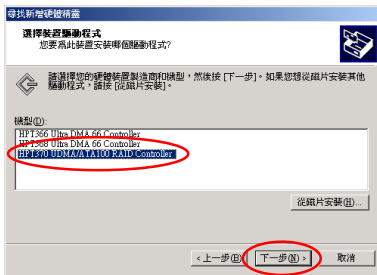 尋找新增硬體精靈
選擇裝置驅動程式
您要為此裝置安裝哪個驅動程式?
請選擇您的硬體裝置製造商和機型，然後按 [下一步]。如果您想從磁片安裝其他
驅動程式，請按 [從磁片安裝]。
機型(D):
HPT366 Ultra DMA 66 Controller
HPT368 Ultra DMA 66 Controller
HPT370 UDMA/ATA100 RAID Controller
從磁片安裝(H)...
<上一步(B) 下一步(N)> 取消